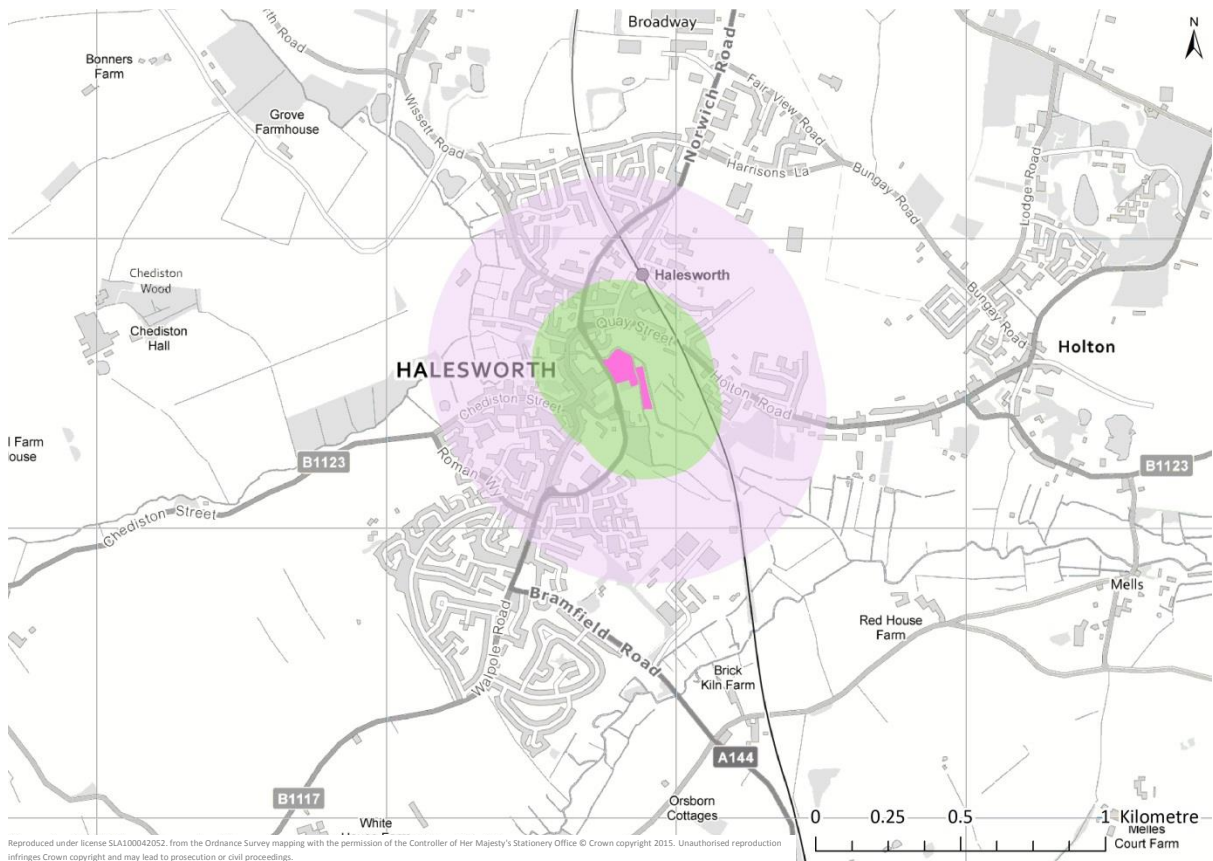 Broadway
N
Bonners
Farm
rth Road
Norwich Road
Fair View Road
Grove
Farmhouse
Wissett Road
Harrisons La
Bungay Road
Lodge Road
Chediston
Wood
Halesworth
Chediston
Hall
Quay Street
Bungay Road
Holton
HALESWORTH
Holton Road
Chediston Street
l Farm
ouse
B1123
Roman Wy
B1123
Chediston Street
Mells
Bramfield Road
Red House
Farm
Walpole Road
Brick
Kiln Farm
A144
B1117
Orsborn
Cottages
White
0 0.25 0.5 1 Kilometre
Melles
Court Farm
Reproduced under license SLA100042052. from the Ordnance Survey mapping with the permission of the Controller of Her Majesty's Stationery Office © Crown copyright 2015. Unauthorised reproduction
infringes Crown copyright and may lead to prosecution or civil proceedings.